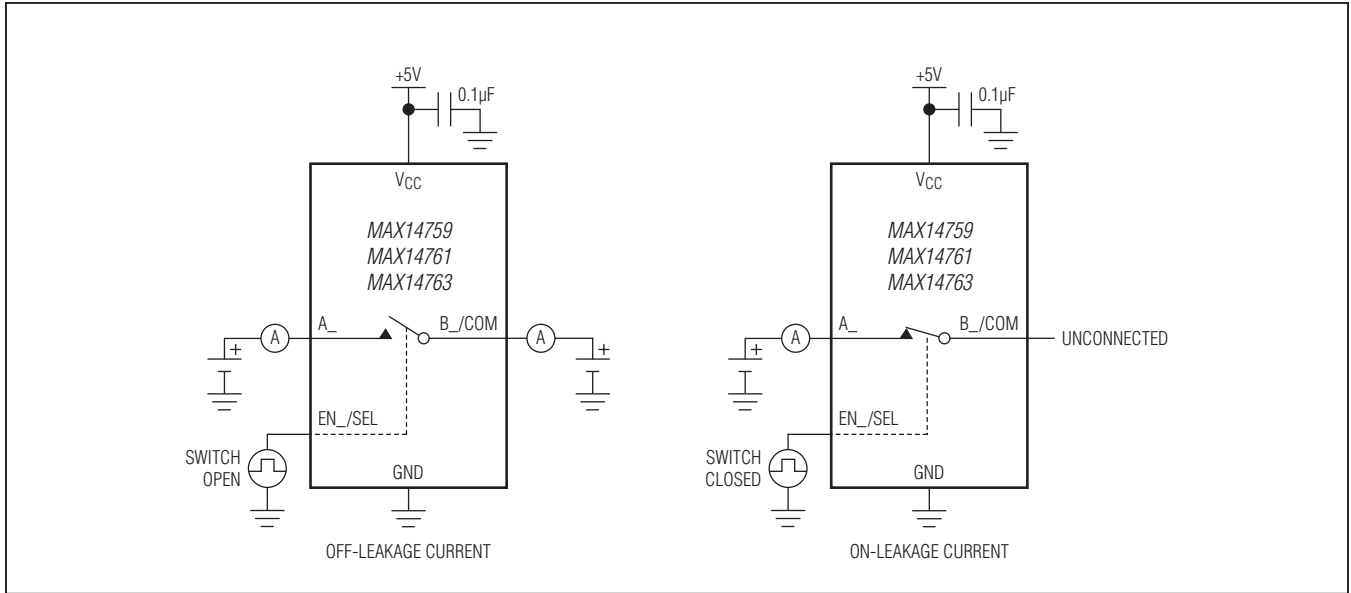 +5V
0.1µF
VCC
MAX14759
MAX14761
MAX14763
A_
B_/COM
A
A
+
+
EN_/SEL
SWITCH
OPEN
GND
OFF-LEAKAGE CURRENT
+5V
0.1µF
VCC
MAX14759
MAX14761
MAX14763
A_
B_/COM
A
UNCONNECTED
+
EN_/SEL
SWITCH
CLOSED
GND
ON-LEAKAGE CURRENT